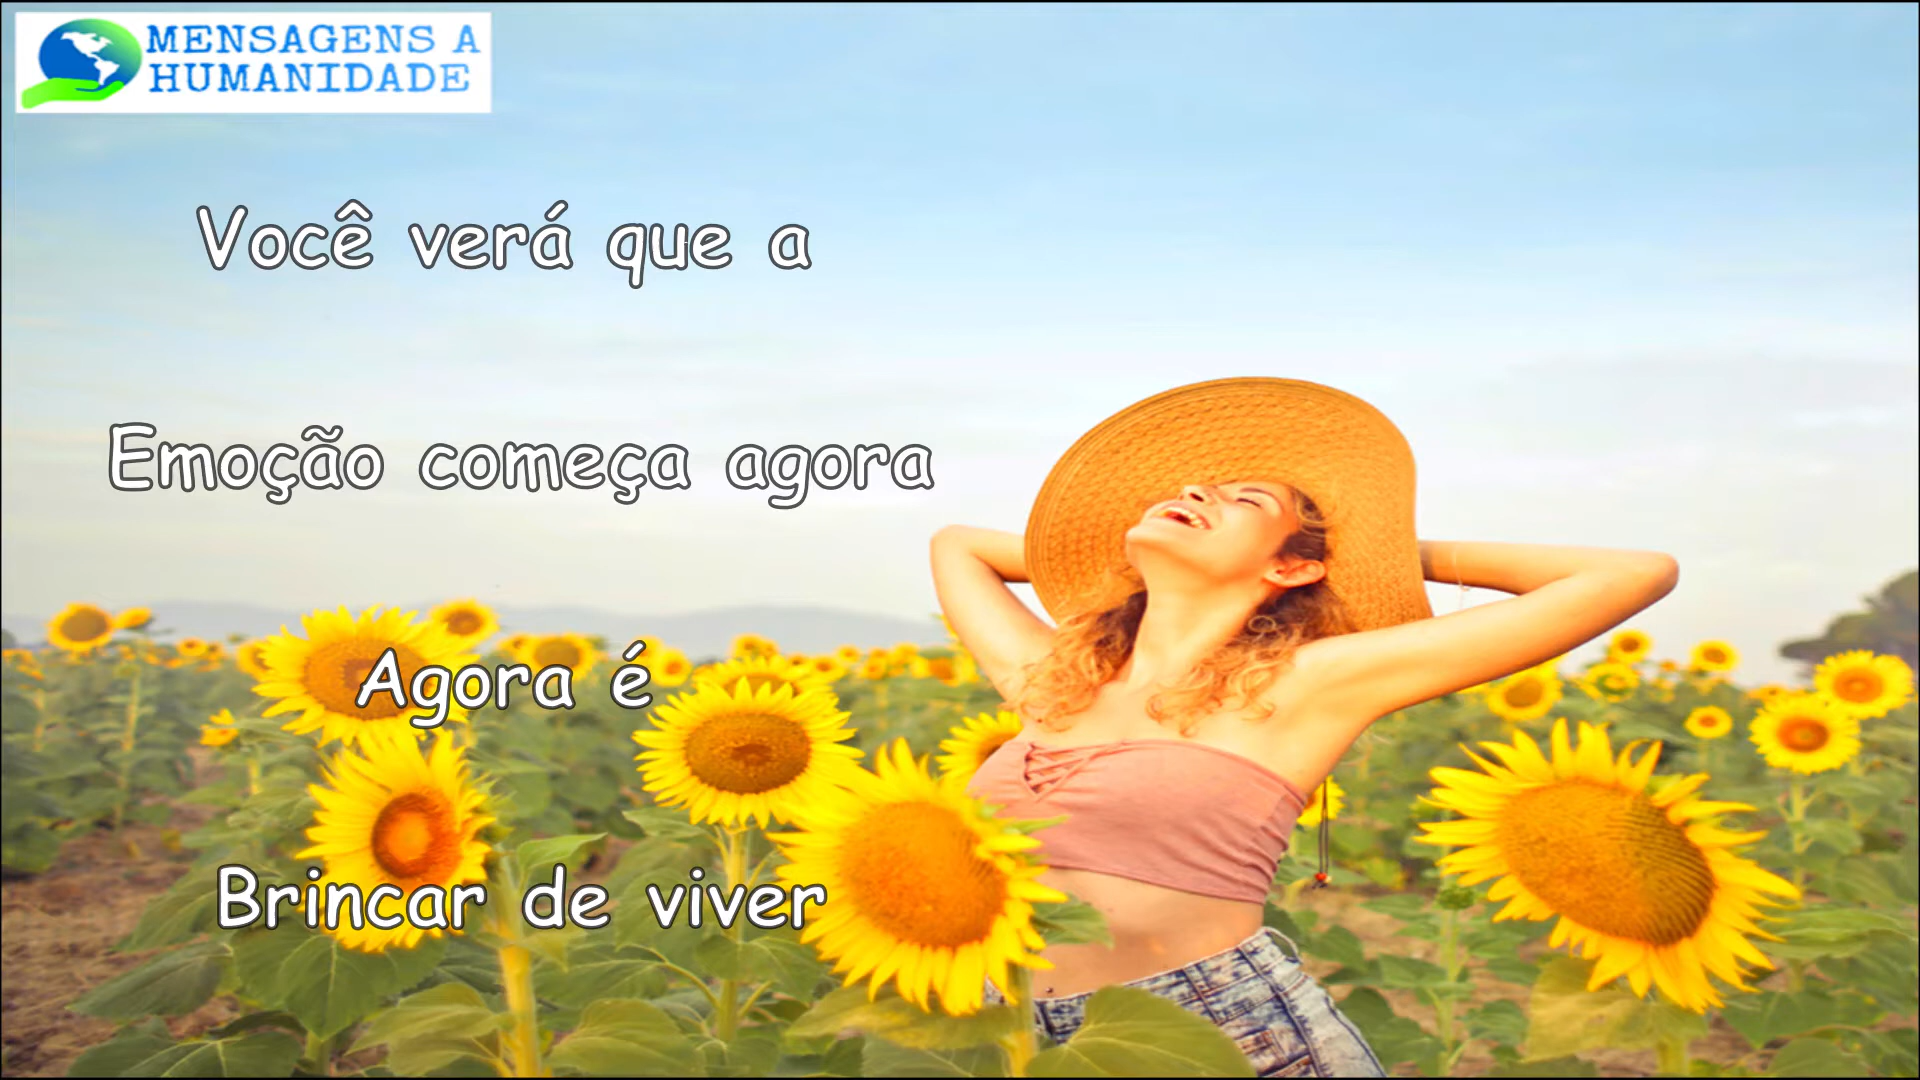 MENSAGENS A
HUMANIDADE
Você verá que a
Emoção começa agora
Agora é
Brincar de viver